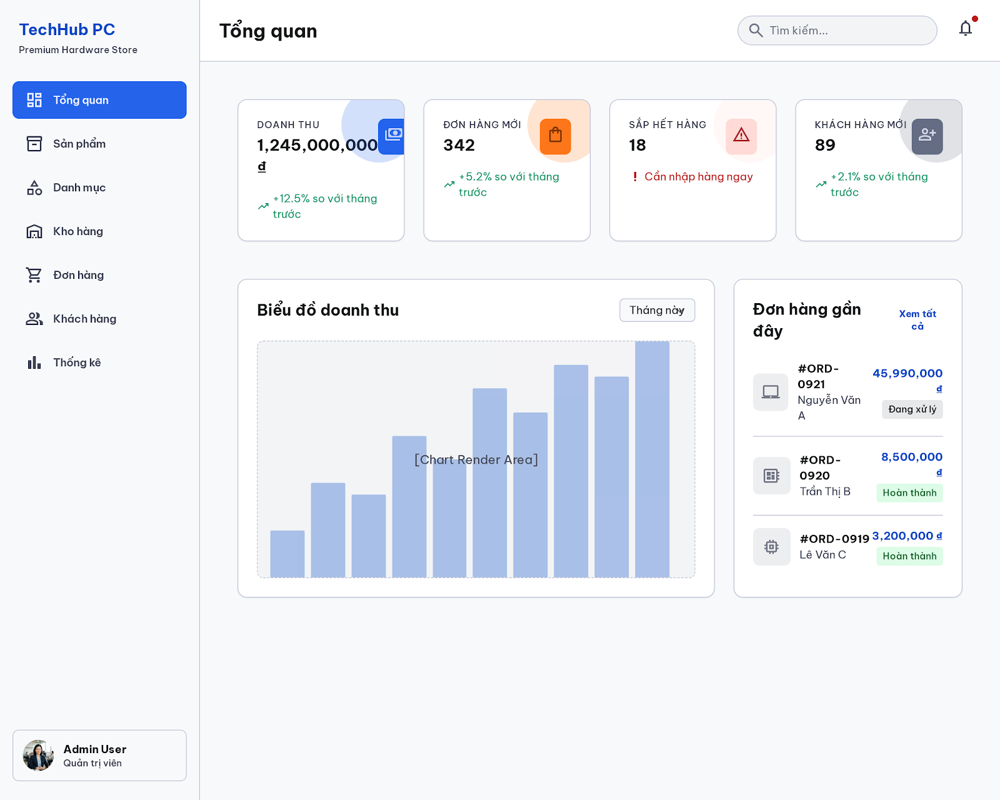 TechHub PC
Premium Hardware Store
Tổng quan
Sản phẩm
Danh mục
Kho hàng
Đơn hàng
Khách hàng
Thống kê
Admin User
Quản trị viên
Tổng quan
Tìm kiếm...
DOANH THU
1,245,000,000
đ
+12.5% so với tháng
trước
ĐƠN HÀNG MỚI
342
+5.2% so với tháng
trước
SẮP HẾT HÀNG
18
Cần nhập hàng ngay
KHÁCH HÀNG MỚI
89
+2.1% so với tháng
trước
Biểu đồ doanh thu
Tháng này
[Chart Render Area]
Đơn hàng gần
đây
Xem tất
cả
#ORD-
0921
Nguyễn Văn
A
45,990,000
đ
Đang xử lý
#ORD-
0920
Trần Thị B
8,500,000
đ
Hoàn thành
#ORD-0919
Lê Văn C
3,200,000 đ
Hoàn thành